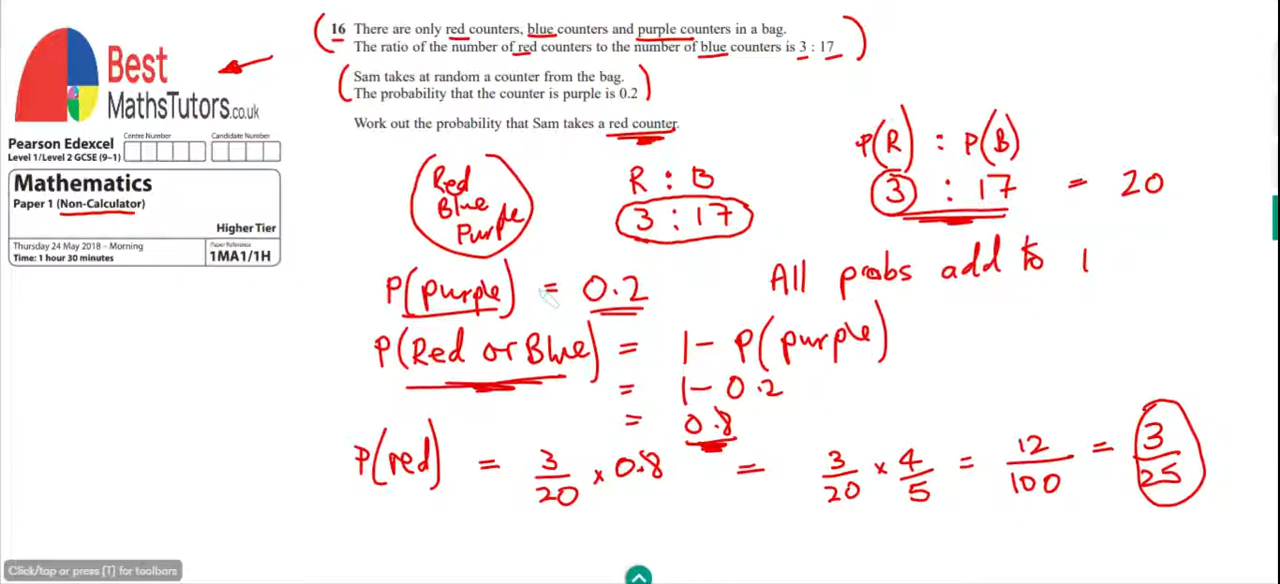 Best
MathsTutors.co.uk
Pearson Edexcel
Level 1/Level 2 GCSE (9–1)
Centre Number
Candidate Number
Mathematics
Paper 1 (Non-Calculator)
Higher Tier
Thursday 24 May 2018 – Morning
Time: 1 hour 30 minutes
Paper Reference
1MA1/1H
16 There are only red counters, blue counters and purple counters in a bag.
The ratio of the number of red counters to the number of blue counters is 3 : 17
Sam takes at random a counter from the bag.
The probability that the counter is purple is 0.2
Work out the probability that Sam takes a red counter.
Red
Blue
Purple
R : B
3 : 17
P(R) : P(B)
3 : 17 = 20
P(purple) = 0.2
All probs add to 1
P(Red or Blue) = 1 - P(purple)
= 1 - 0.2
= 0.8
P(red) = 3/20 × 0.8 = 3/20 × 4/5 = 12/100 = 3/25
Click/tap or press [T] for toolbars